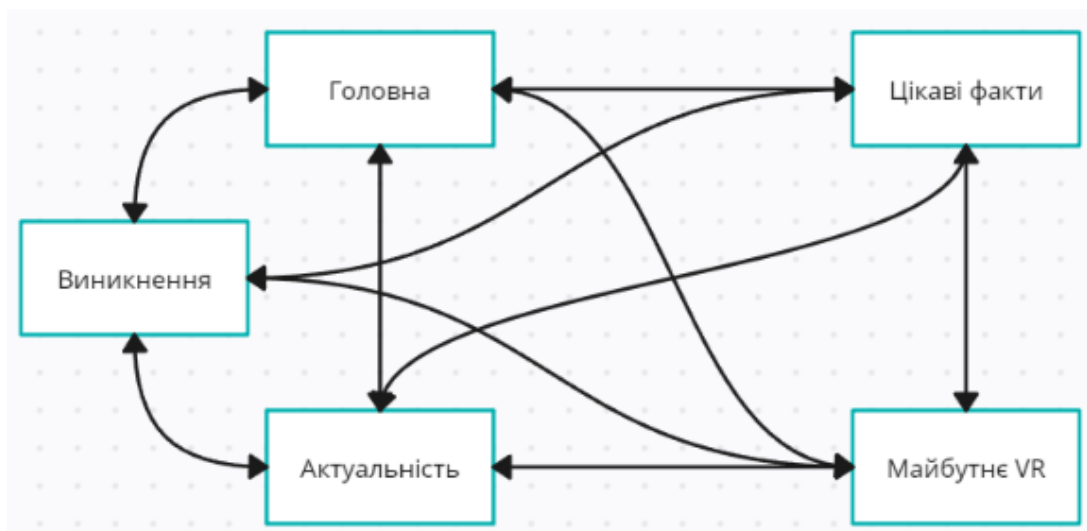 Головна
Цікаві факти
Виникнення
Актуальність
Майбутнє VR